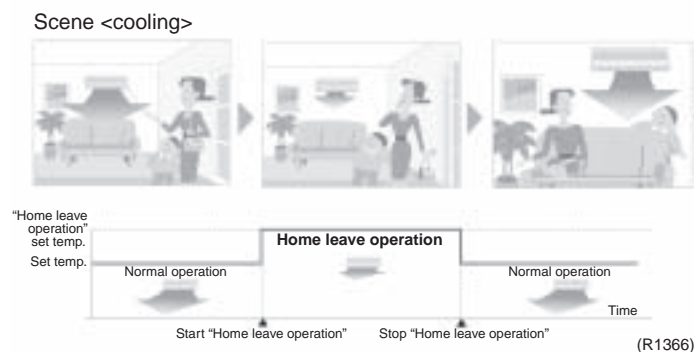 Scene <cooling>
“Home leave
operation”
set temp.
Home leave operation
Set temp.
Normal operation
Normal operation
Time
Start “Home leave operation”
Stop “Home leave operation”
(R1366)